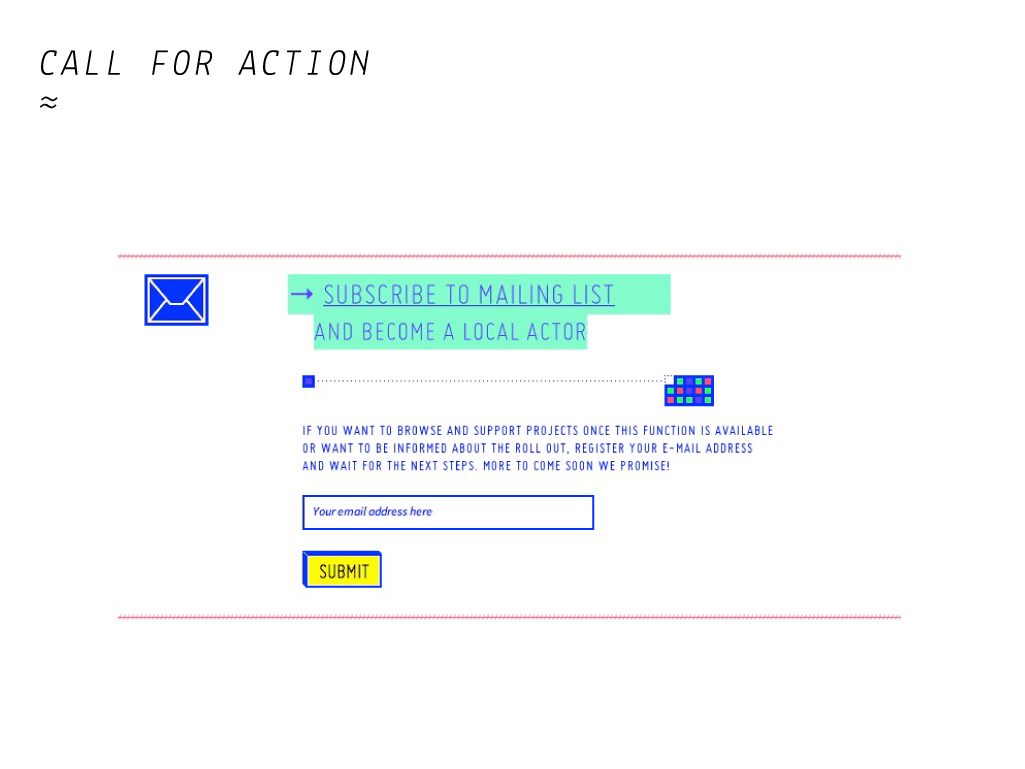 CALL FOR ACTION
≈
→ SUBSCRIBE TO MAILING LIST
AND BECOME A LOCAL ACTOR
IF YOU WANT TO BROWSE AND SUPPORT PROJECTS ONCE THIS FUNCTION IS AVAILABLE
OR WANT TO BE INFORMED ABOUT THE ROLL OUT, REGISTER YOUR E-MAIL ADDRESS
AND WAIT FOR THE NEXT STEPS. MORE TO COME SOON WE PROMISE!
Your email address here
SUBMIT